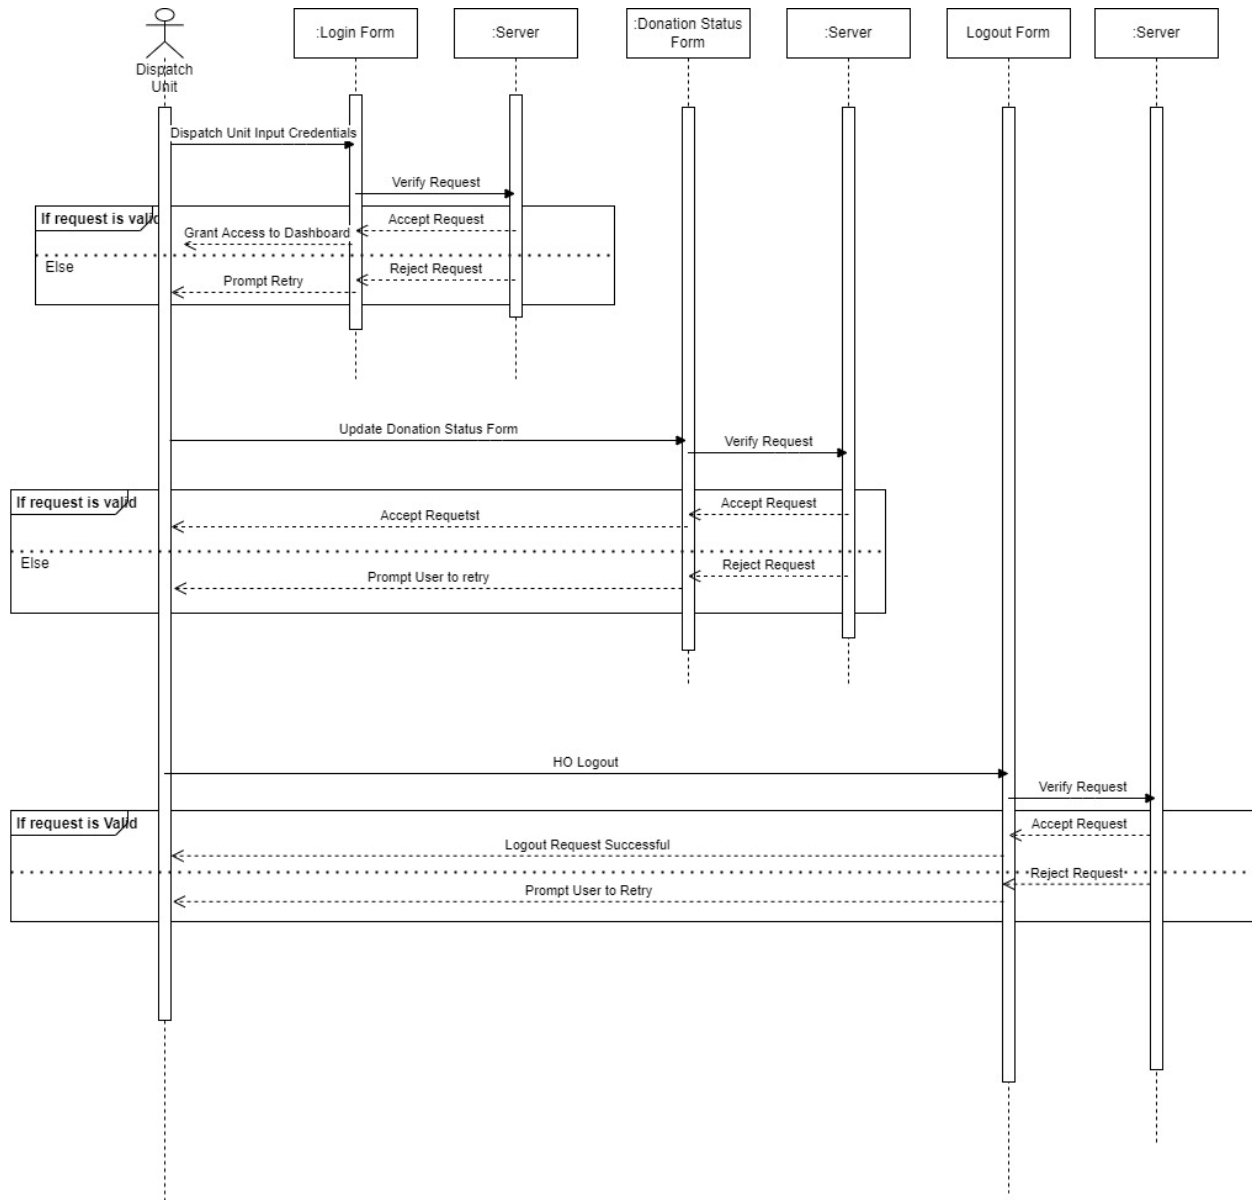 :Login Form
:Server
:Donation Status
Form
:Server
Logout Form
:Server
Dispatch
Unit
Dispatch Unit Input Credentials
Verify Request
If request is valid
Accept Request
Grant Access to Dashboard
Else
Reject Request
Prompt Retry
Update Donation Status Form
Verify Request
If request is valid
Accept Request
Accept Requetst
Else
Reject Request
Prompt User to retry
HO Logout
Verify Request
If request is Valid
Accept Request
Logout Request Successful
Reject Request
Prompt User to Retry